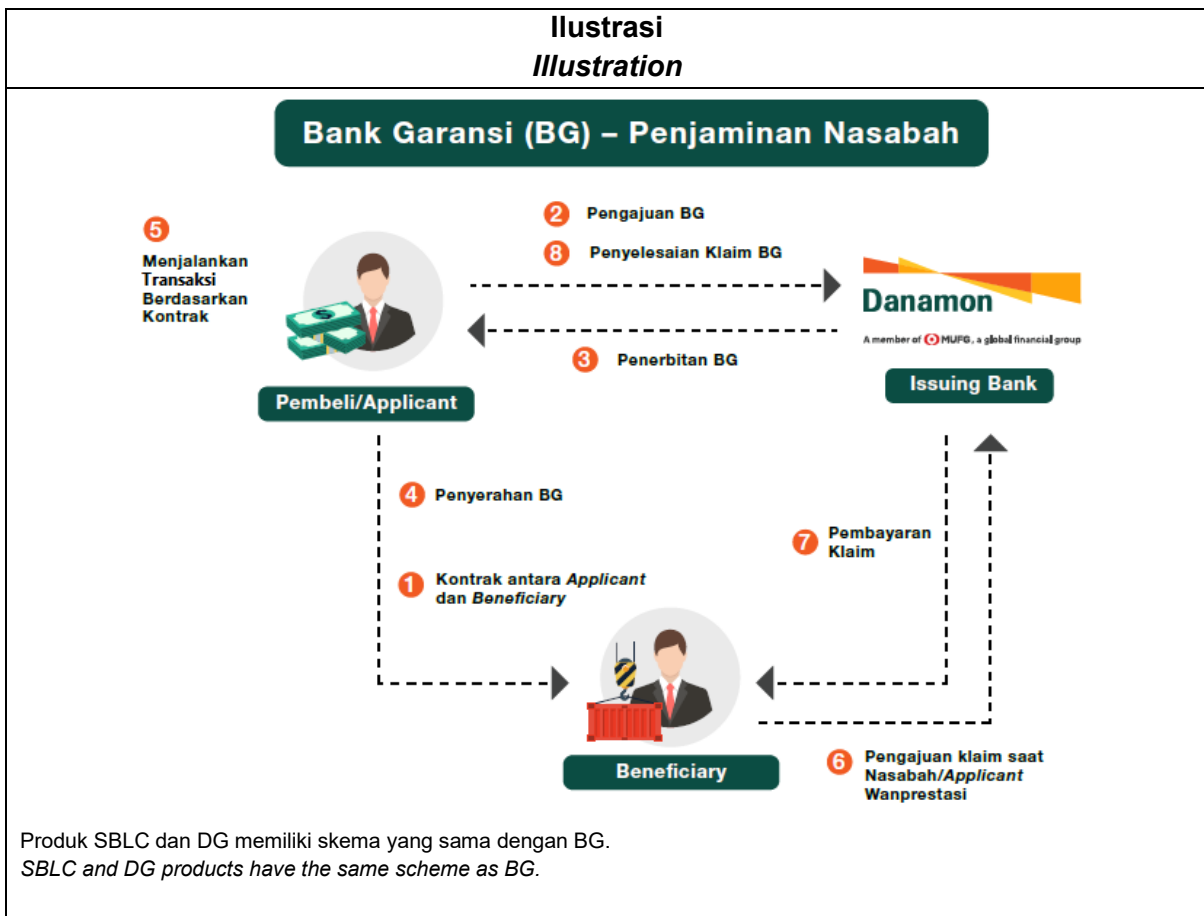 Ilustrasi
Illustration
Bank Garansi (BG) – Penjaminan Nasabah
5
Menjalankan
Transaksi
Berdasarkan
Kontrak
2 Pengajuan BG
8 Penyelesaian Klaim BG
3 Penerbitan BG
Danamon
A member of MUFG, a global financial group
Pembeli/Applicant
Issuing Bank
4 Penyerahan BG
7 Pembayaran
Klaim
1 Kontrak antara Applicant
dan Beneficiary
Beneficiary
6 Pengajuan klaim saat
Nasabah/Applicant
Wanprestasi
Produk SBLC dan DG memiliki skema yang sama dengan BG.
SBLC and DG products have the same scheme as BG.